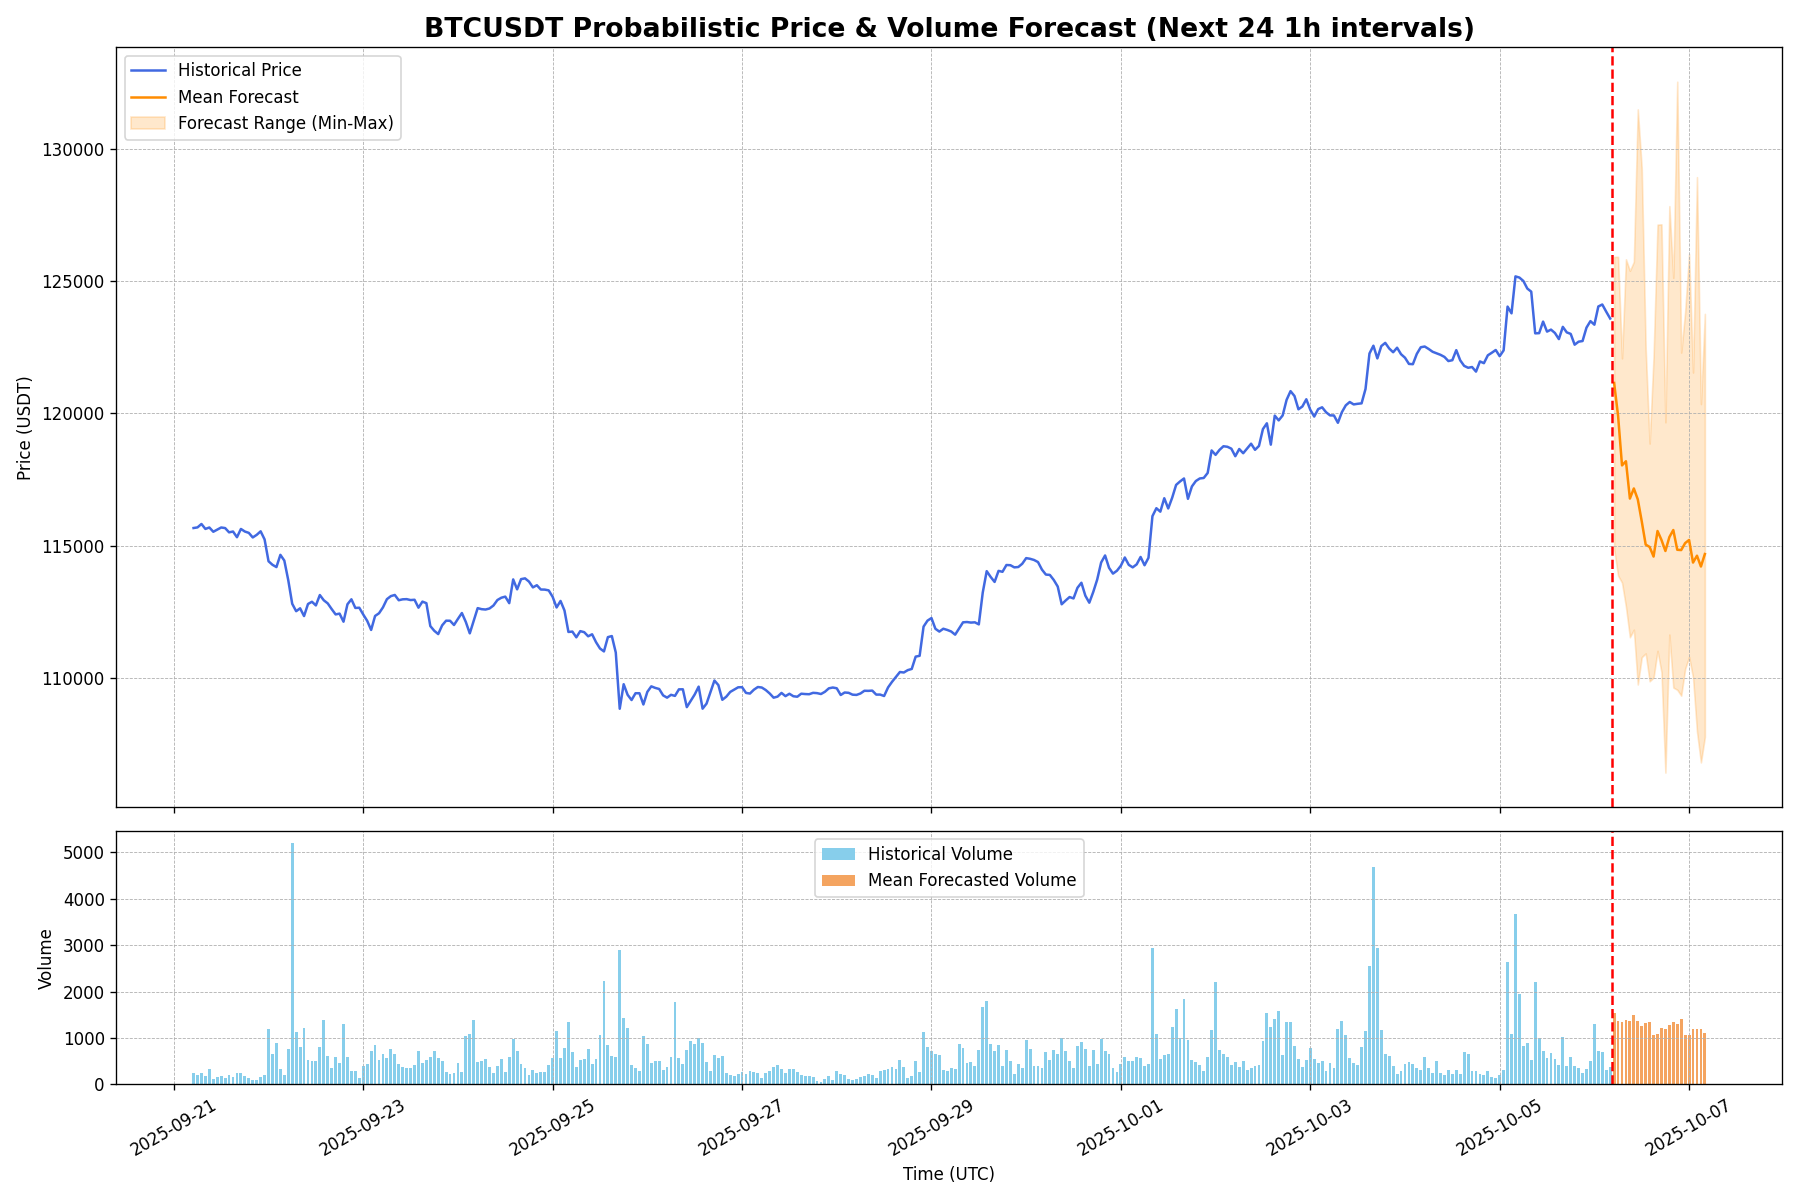 BTCUSDT Probabilistic Price & Volume Forecast (Next 24 1h intervals)
Historical Price
Mean Forecast
Forecast Range (Min-Max)
130000
125000
120000
115000
110000
Price (USDT)
Historical Volume
Mean Forecasted Volume
5000
4000
3000
2000
1000
0
Volume
2025-09-21
2025-09-23
2025-09-25
2025-09-27
2025-09-29
2025-10-01
2025-10-03
2025-10-05
2025-10-07
Time (UTC)